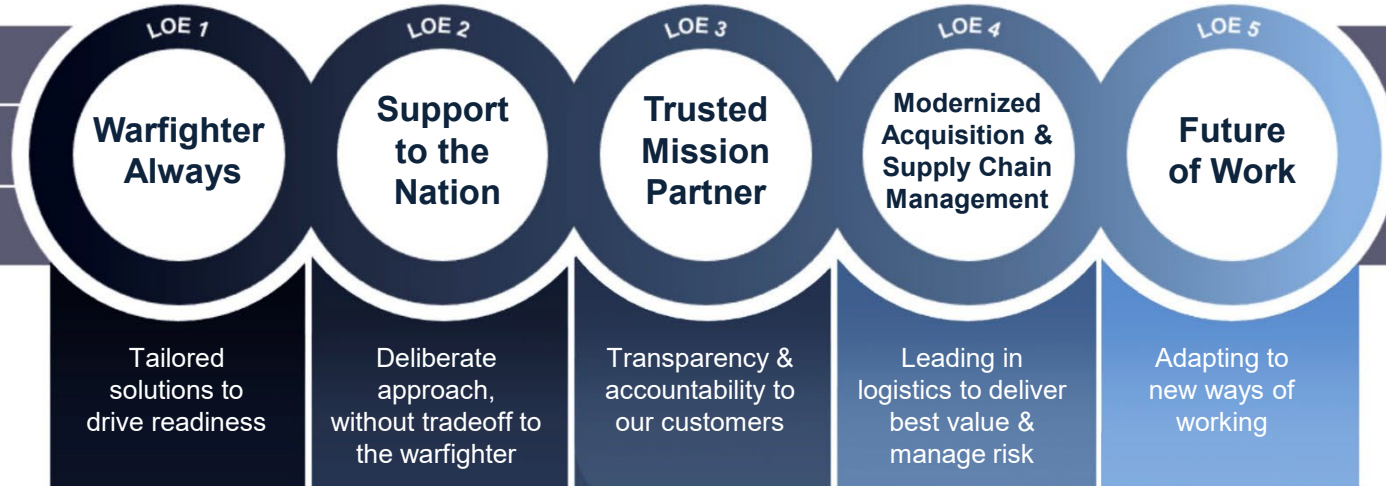 LOE 1
Warfighter
Always
Tailored
solutions to
drive readiness
LOE 2
Support
to the
Nation
Deliberate
approach,
without tradeoff to
the warfighter
LOE 3
Trusted
Mission
Partner
Transparency &
accountability to
our customers
LOE 4
Modernized
Acquisition &
Supply Chain
Management
Leading in
logistics to deliver
best value &
manage risk
LOE 5
Future
of Work
Adapting to
new ways of
working